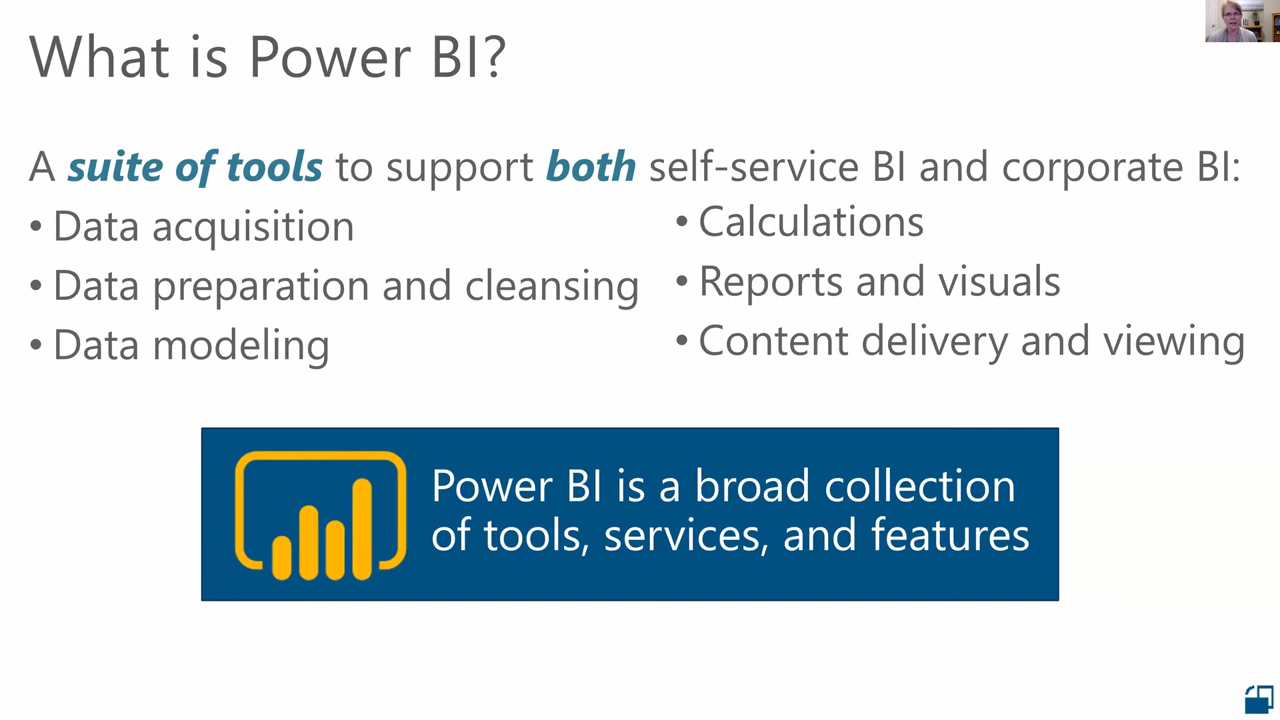 What is Power BI?
A suite of tools to support both self-service BI and corporate BI:
• Data acquisition
• Data preparation and cleansing
• Data modeling
• Calculations
• Reports and visuals
• Content delivery and viewing
Power BI is a broad collection
of tools, services, and features